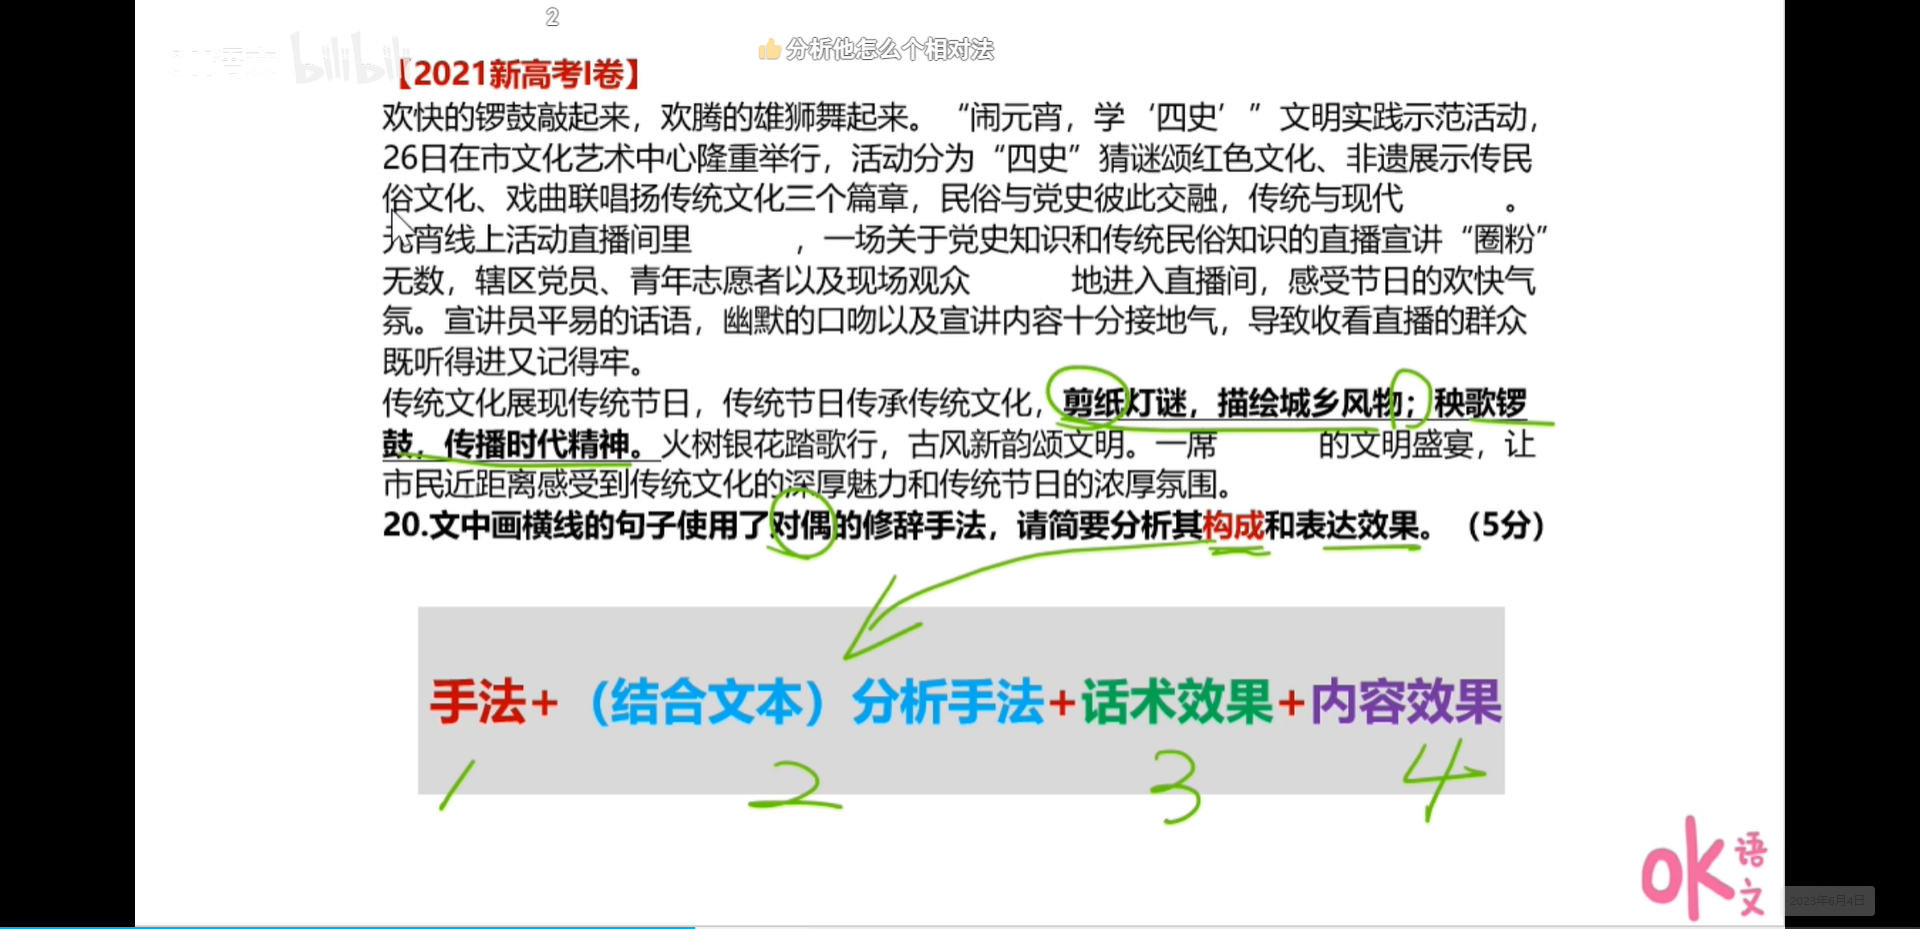 2
分析他怎么个相对法
bilibili
【2021新高考I卷】
欢快的锣鼓敲起来，欢腾的雄狮舞起来。“闹元宵，学‘四史’”文明实践示范活动，
26日在市文化艺术中心隆重举行，活动分为“四史”猜谜颂红色文化、非遗展示传民
俗文化、戏曲联唱扬传统文化三个篇章，民俗与党史彼此交融，传统与现代　　　。
元宵线上活动直播间里　　　，一场关于党史知识和传统民俗知识的直播宣讲“圈粉”
无数，辖区党员、青年志愿者以及现场观众　　　地进入直播间，感受节日的欢快气
氛。宣讲员平易的话语，幽默的口吻以及宣讲内容十分接地气，导致收看直播的群众
既听得进又记得牢。
传统文化展现传统节日，传统节日传承传统文化，剪纸灯谜，描绘城乡风物；秧歌锣
鼓，传播时代精神。火树银花踏歌行，古风新韵颂文明。一席　　　的文明盛宴，让
市民近距离感受到传统文化的深厚魅力和传统节日的浓厚氛围。
20.文中画横线的句子使用了对偶的修辞手法，请简要分析其构成和表达效果。（5分）
手法+（结合文本）分析手法+话术效果+内容效果
1 2 3 4
ok语文
2023年6月4日